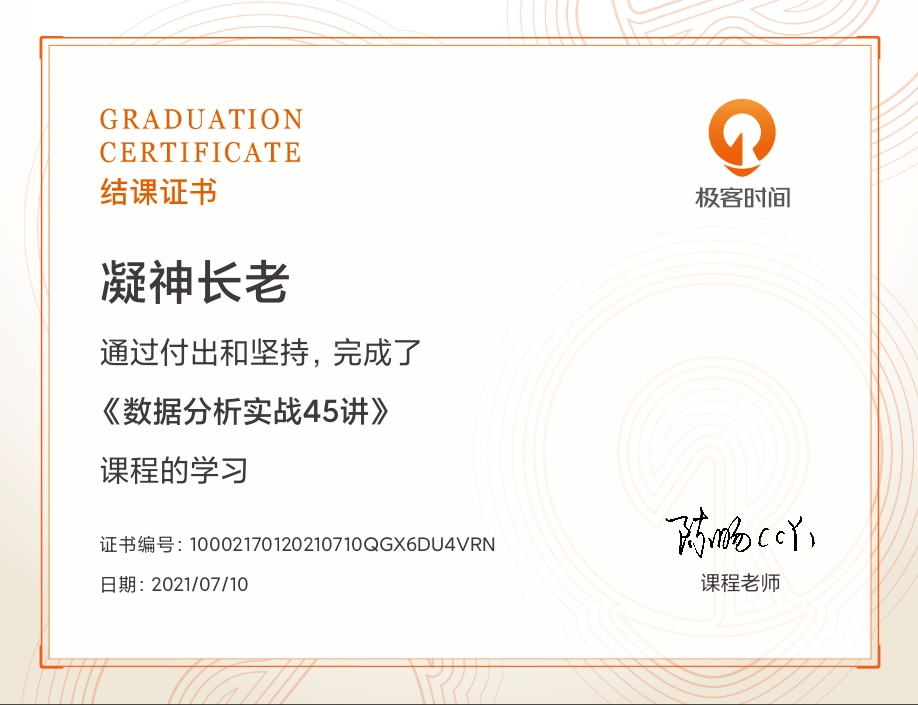 GRADUATION
CERTIFICATE
结课证书
极客时间
凝神长老
通过付出和坚持，完成了
《数据分析实战45讲》
课程的学习
证书编号：10002170120210710QGX6DU4VRN
日期：2021/07/10
陈旸(cy)
课程老师